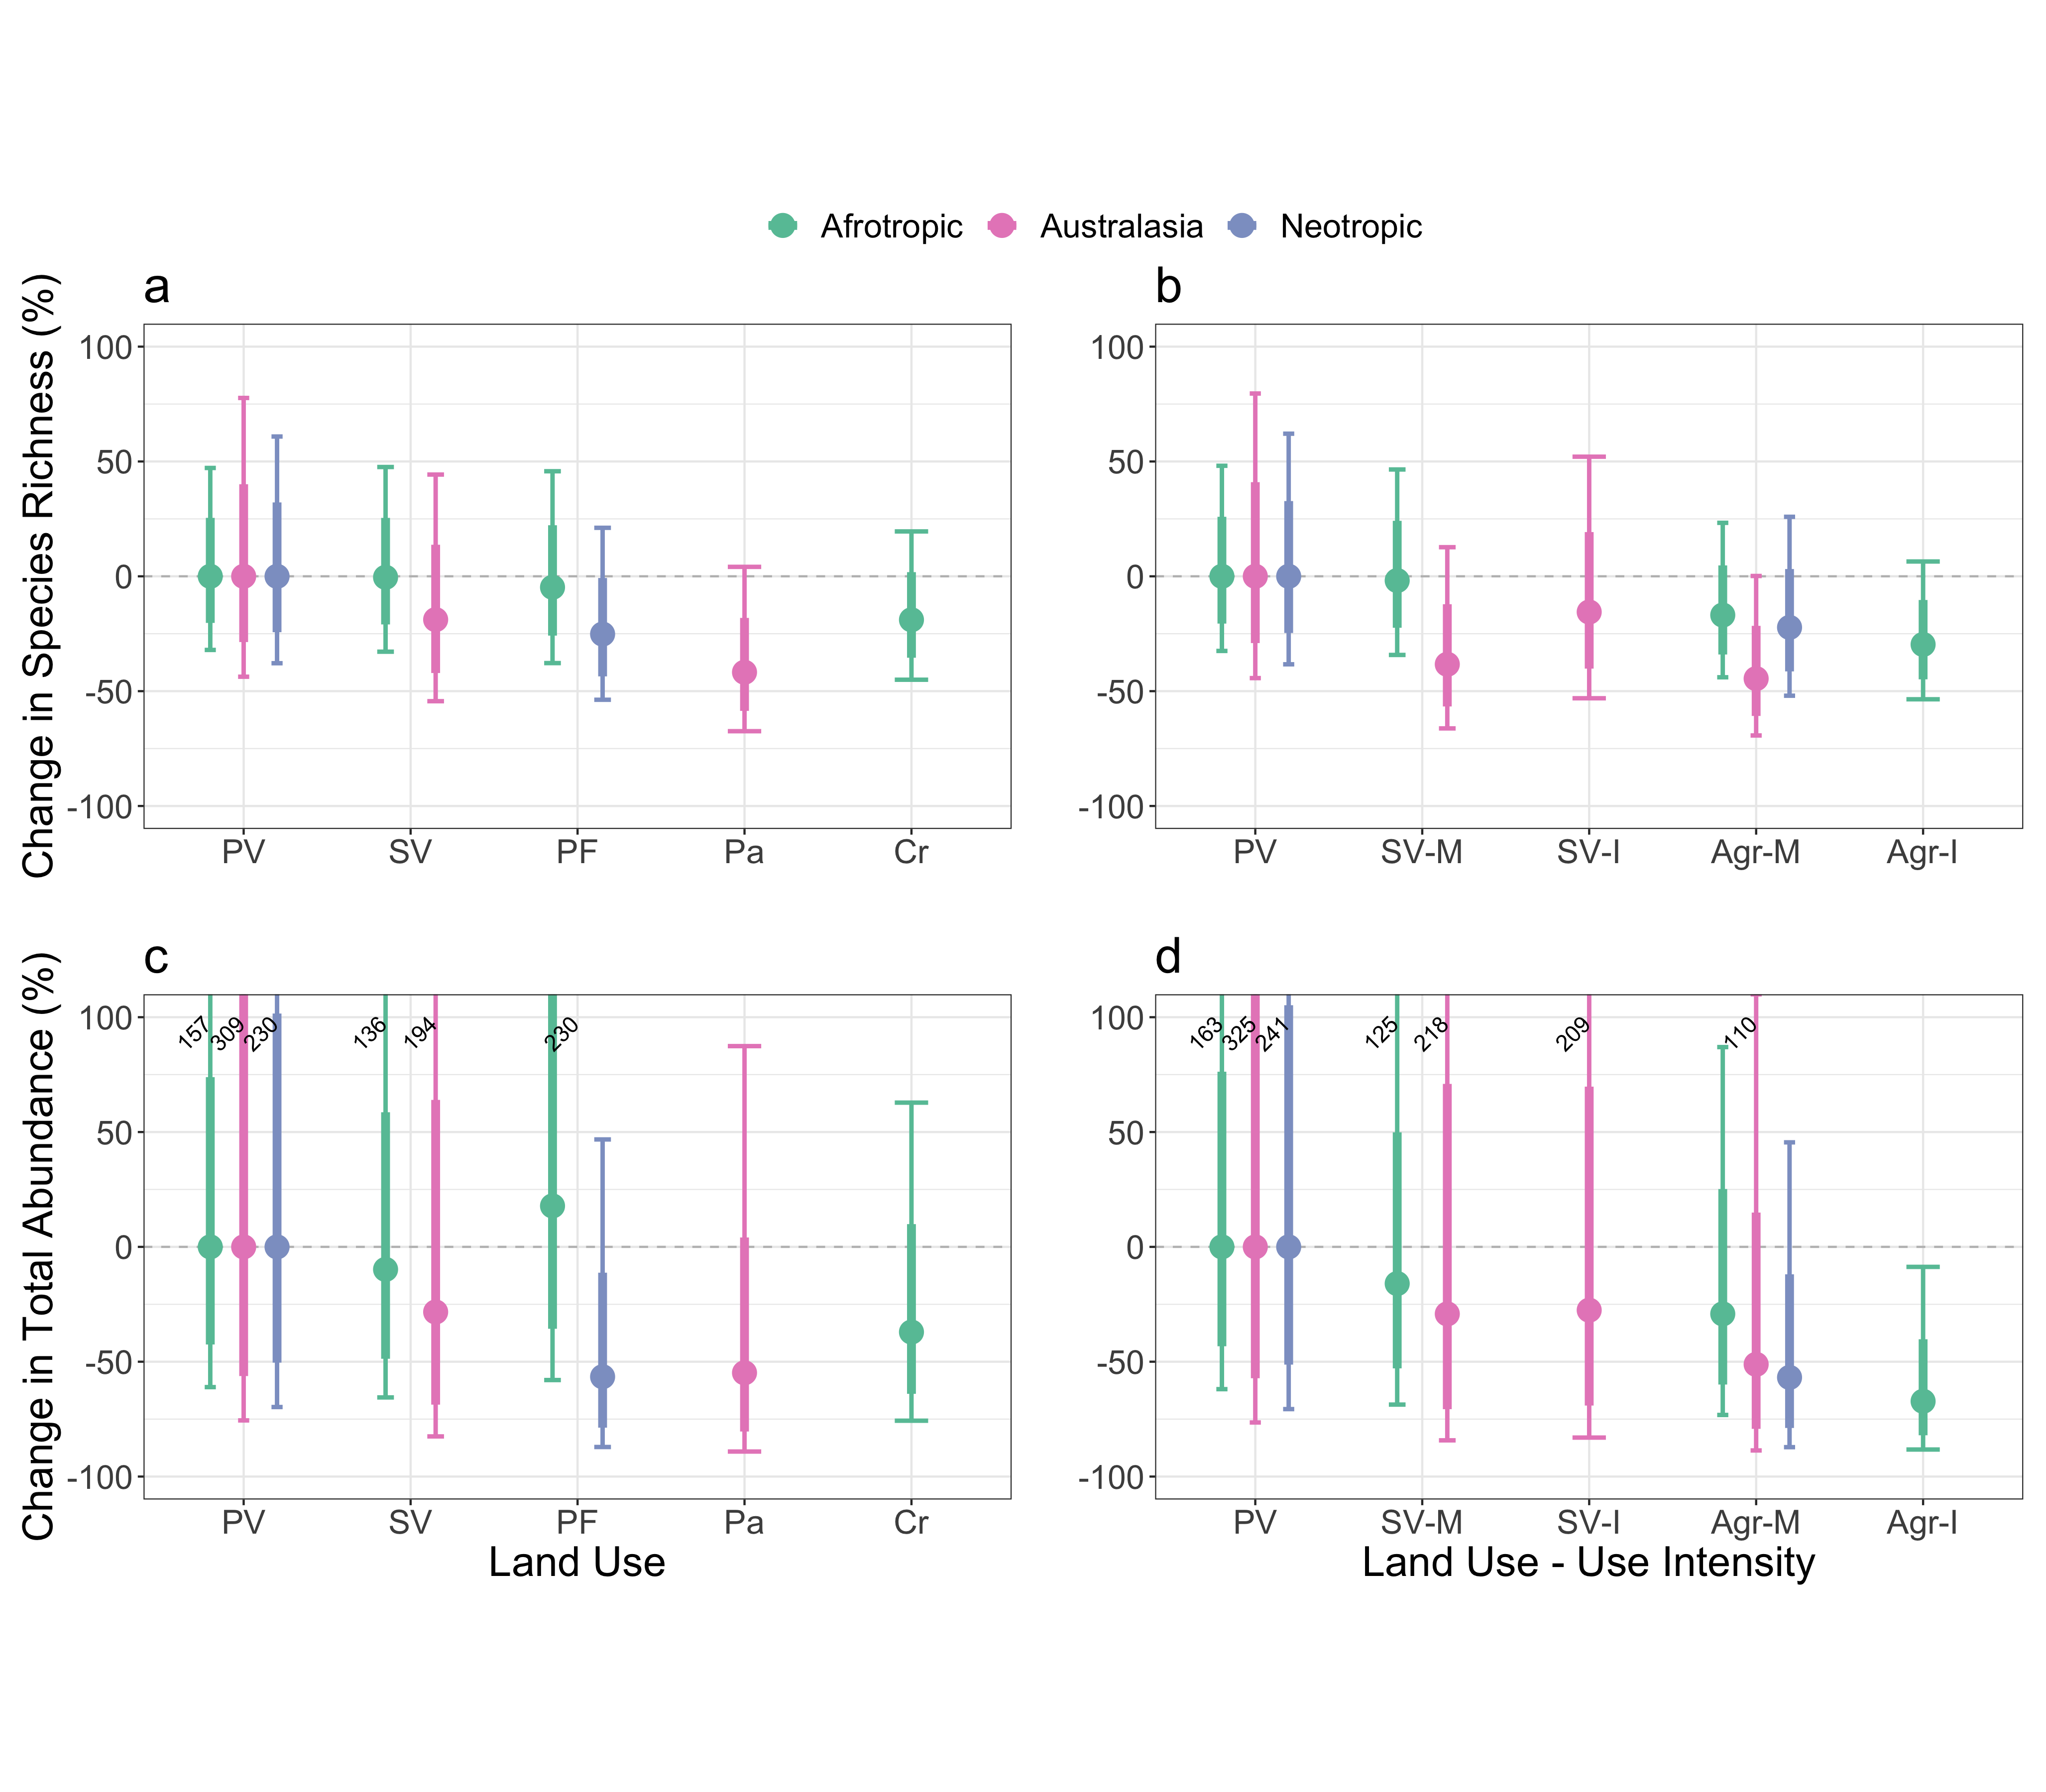 Afrotropic Australasia Neotropic
a
b
Change in Species Richness (%)
100
50
0
-50
-100
PV SV PF Pa Cr
100
50
0
-50
-100
PV SV-M SV-I Agr-M Agr-I
c
d
Change in Total Abundance (%)
100
50
0
-50
-100
157 309 230 136 194 230
PV SV PF Pa Cr
Land Use
100
50
0
-50
-100
163 325 241 125 218 209 110
PV SV-M SV-I Agr-M Agr-I
Land Use - Use Intensity